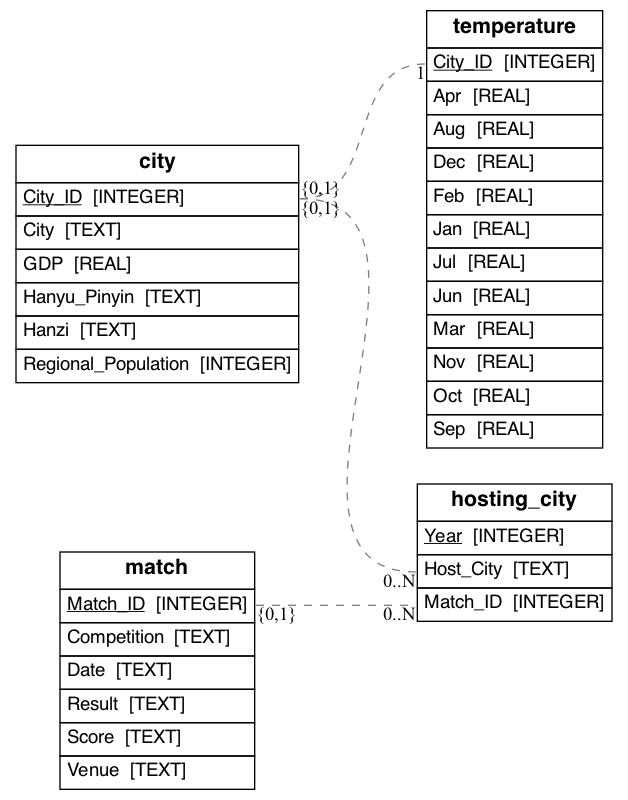 temperature
City_ID [INTEGER]
Apr [REAL]
Aug [REAL]
Dec [REAL]
Feb [REAL]
Jan [REAL]
Jul [REAL]
Jun [REAL]
Mar [REAL]
Nov [REAL]
Oct [REAL]
Sep [REAL]
1
city
City_ID [INTEGER]
City [TEXT]
GDP [REAL]
Hanyu_Pinyin [TEXT]
Hanzi [TEXT]
Regional_Population [INTEGER]
{0,1}
{0,1}
hosting_city
Year [INTEGER]
Host_City [TEXT]
Match_ID [INTEGER]
0..N
0..N
match
Match_ID [INTEGER]
Competition [TEXT]
Date [TEXT]
Result [TEXT]
Score [TEXT]
Venue [TEXT]
{0,1}